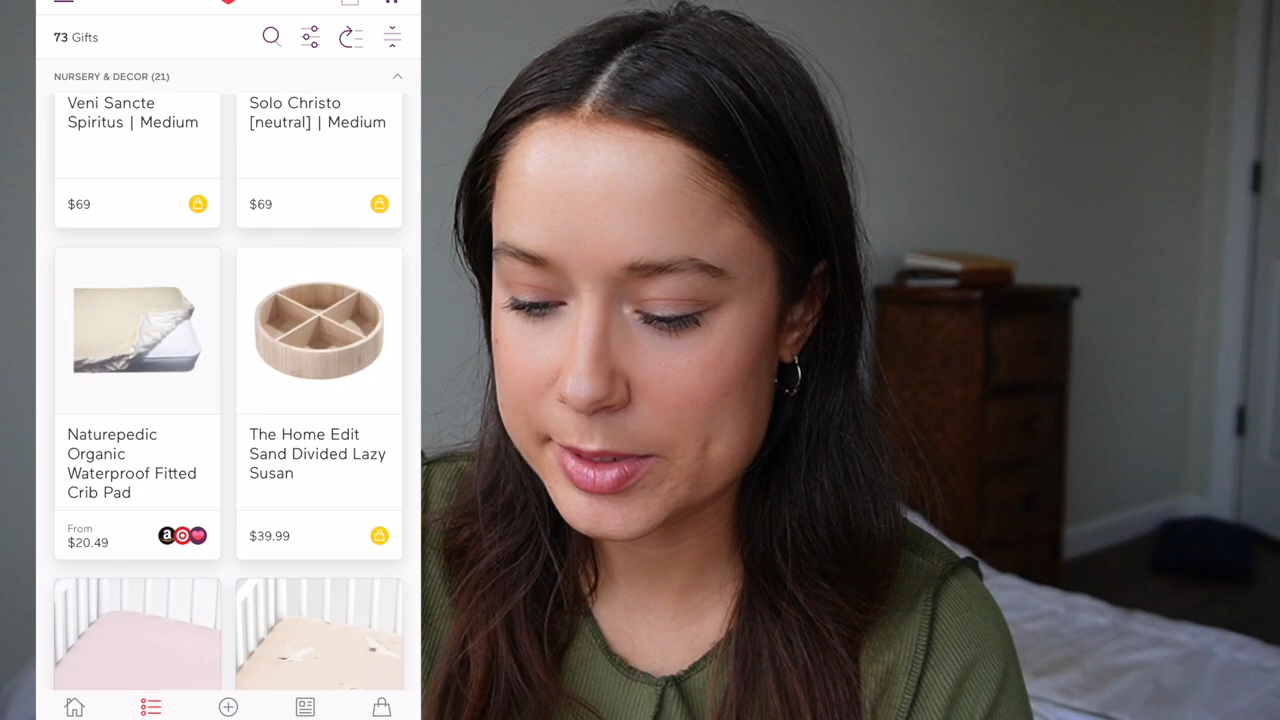 73 Gifts
NURSERY & DECOR (21)
Veni Sancte
Spiritus | Medium
$69
Solo Christo
[neutral] | Medium
$69
Naturepedic
Organic
Waterproof Fitted
Crib Pad
From
$20.49
a
The Home Edit
Sand Divided Lazy
Susan
$39.99